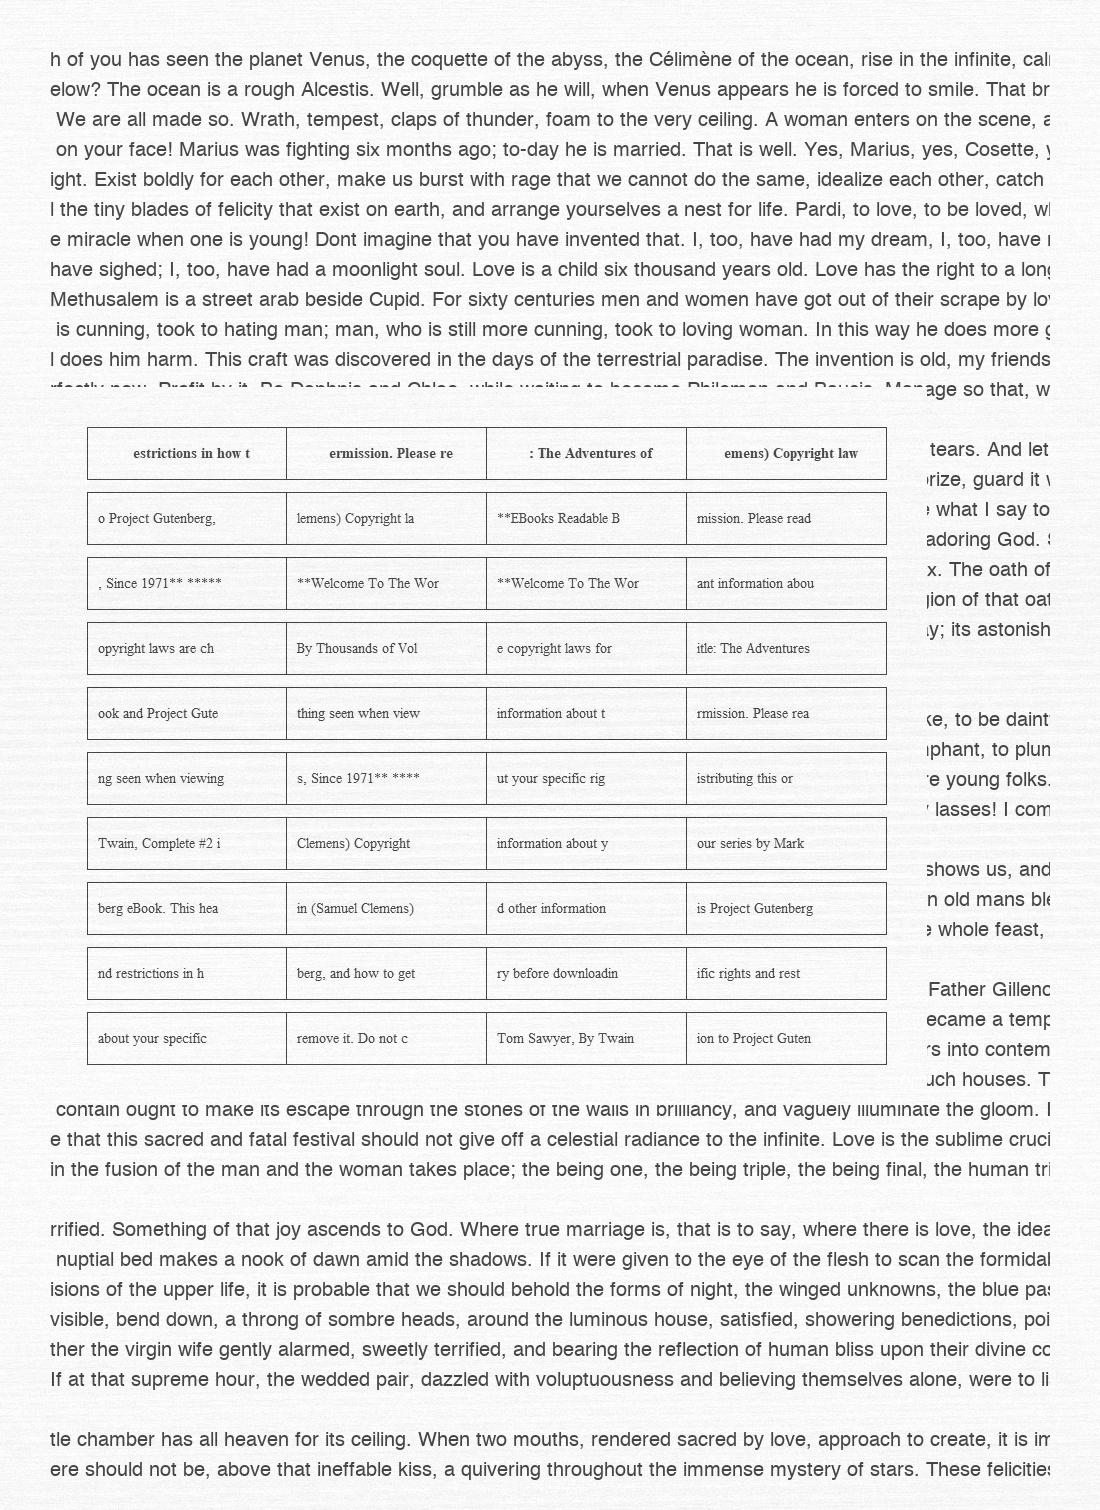 h of you has seen the planet Venus, the coquette of the abyss, the Célimène of the ocean, rise in the infinite,
elow? The ocean is a rough Alcestis. Well, grumble as he will, when Venus appears he is forced to smile. That
We are all made so. Wrath, tempest, claps of thunder, foam to the very ceiling. A woman enters on the scene,
on your face! Marius was fighting six months ago; to-day he is married. That is well. Yes, Marius, yes, Cosette,
ight. Exist boldly for each other, make us burst with rage that we cannot do the same, idealize each other, catch
l the tiny blades of felicity that exist on earth, and arrange yourselves a nest for life. Pardi, to love, to be loved,
e miracle when one is young! Dont imagine that you have invented that. I, too, have had my dream, I, too, have
have sighed; I, too, have had a moonlight soul. Love is a child six thousand years old. Love has the right to a
Methusalem is a street arab beside Cupid. For sixty centuries men and women have got out of their scrape by
is cunning, took to hating man; man, who is still more cunning, took to loving woman. In this way he does more
l does him harm. This craft was discovered in the days of the terrestrial paradise. The invention is old, my friends
age so that, w
estrictions in how t ermission. Please re : The Adventures of emens) Copyright law
o Project Gutenberg, lemens) Copyright la **EBooks Readable B mission. Please read
, Since 1971** ***** **Welcome To The Wor **Welcome To The Wor ant information abou
opyright laws are ch By Thousands of Vol e copyright laws for itle: The Adventures
ook and Project Gute thing seen when view information about t rmission. Please rea
ng seen when viewing s, Since 1971** **** ut your specific rig istributing this or
Twain, Complete #2 i Clemens) Copyright information about y our series by Mark
berg eBook. This hea in (Samuel Clemens) d other information is Project Gutenberg
nd restrictions in h berg, and how to get ry before downloadin ific rights and rest
about your specific remove it. Do not c Tom Sawyer, By Twain ion to Project Guten
tears. And let
guard it
what I say to
adoring God.
x. The oath of
of that oat
its astonish
to be daint
to plum
young folks.
lasses! I com
shows us, and
n old mans
whole feast,
Father Gilleno
ecame a temp
into contem
uch houses. T
contain ought to make its escape through the stones of the walls in brilliancy, and vaguely illuminate the gloom.
e that this sacred and fatal festival should not give off a celestial radiance to the infinite. Love is the sublime cruci
in the fusion of the man and the woman takes place; the being one, the being triple, the being final, the human tri
rrified. Something of that joy ascends to God. Where true marriage is, that is to say, where there is love, the idea
nuptial bed makes a nook of dawn amid the shadows. If it were given to the eye of the flesh to scan the formidal
isions of the upper life, it is probable that we should behold the forms of night, the winged unknowns, the blue pas
visible, bend down, a throng of sombre heads, around the luminous house, satisfied, showering benedictions, poi
ther the virgin wife gently alarmed, sweetly terrified, and bearing the reflection of human bliss upon their divine co
If at that supreme hour, the wedded pair, dazzled with voluptuousness and believing themselves alone, were to li
tle chamber has all heaven for its ceiling. When two mouths, rendered sacred by love, approach to create, it is im
ere should not be, above that ineffable kiss, a quivering throughout the immense mystery of stars. These felicities